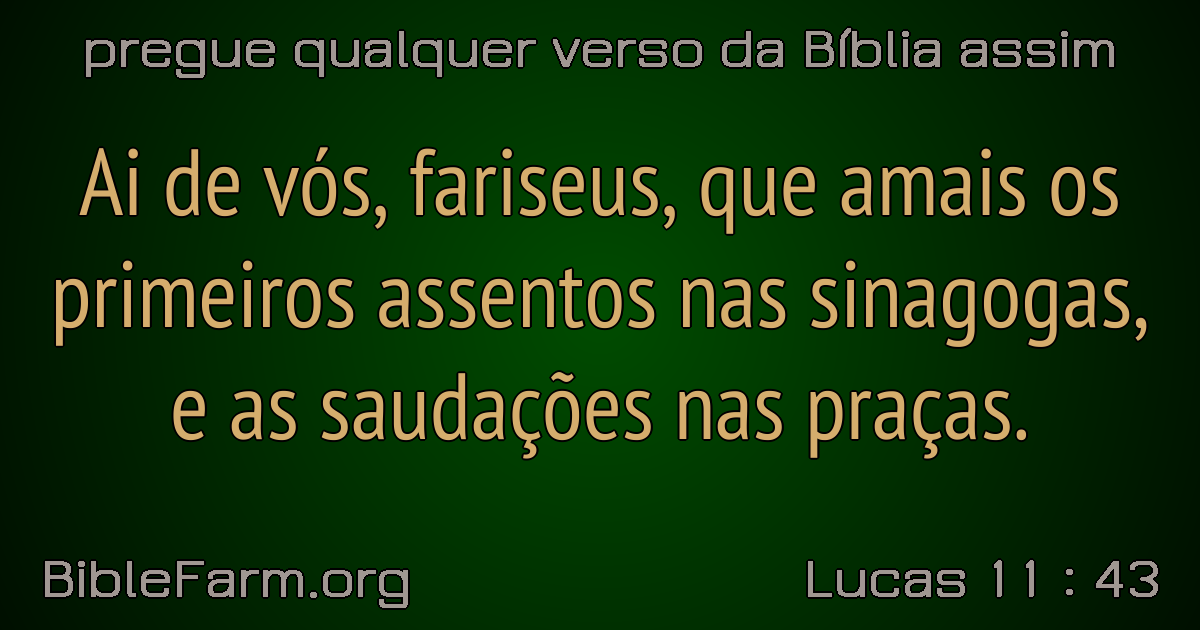 pregue qualquer verso da Bíblia assim
Ai de vós, fariseus, que amais os
primeiros assentos nas sinagogas,
e as saudações nas praças.
BibleFarm.org
Lucas 11 : 43